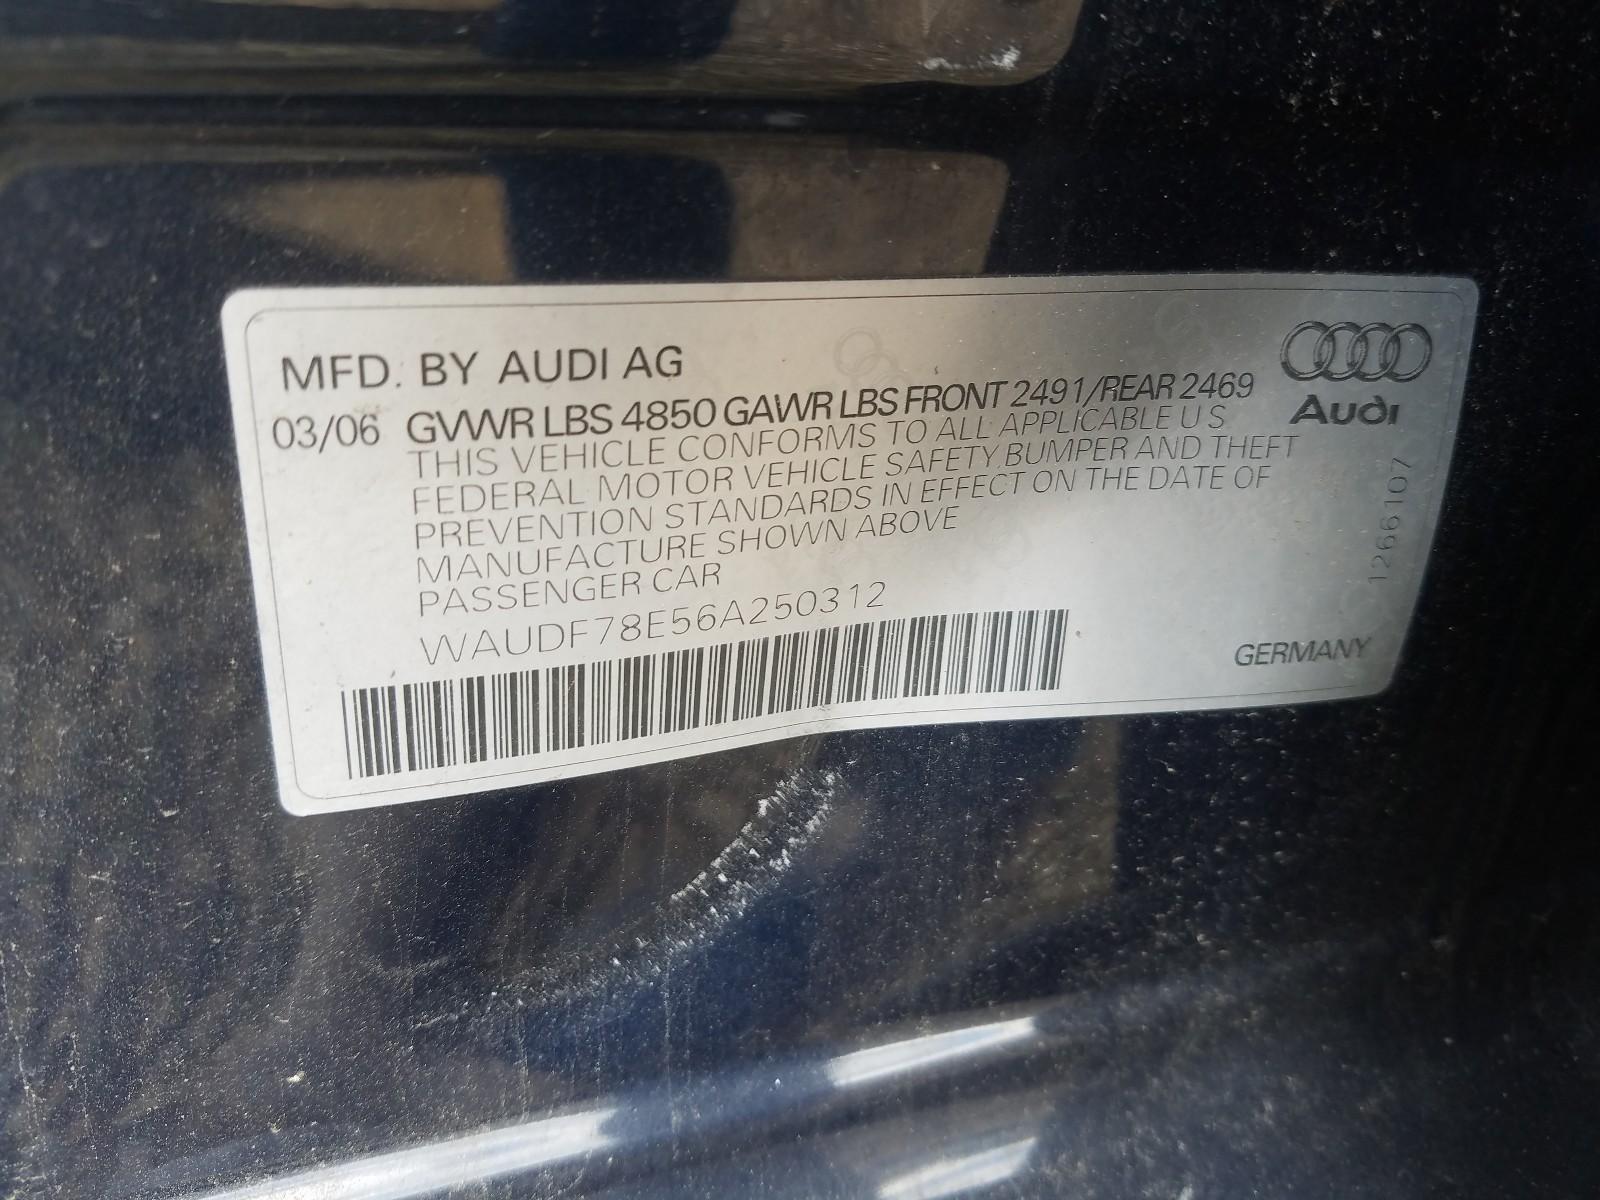 MFD. BY AUDI AG
03/06 GVWR LBS 4850 GAWR LBS FRONT 2491/REAR 2469
THIS VEHICLE CONFORMS TO ALL APPLICABLE U S
FEDERAL MOTOR VEHICLE SAFETY, BUMPER AND THEFT
PREVENTION STANDARDS IN EFFECT ON THE DATE OF
MANUFACTURE SHOWN ABOVE
PASSENGER CAR
WAUDF78E56A250312
Audi
1266107
GERMANY